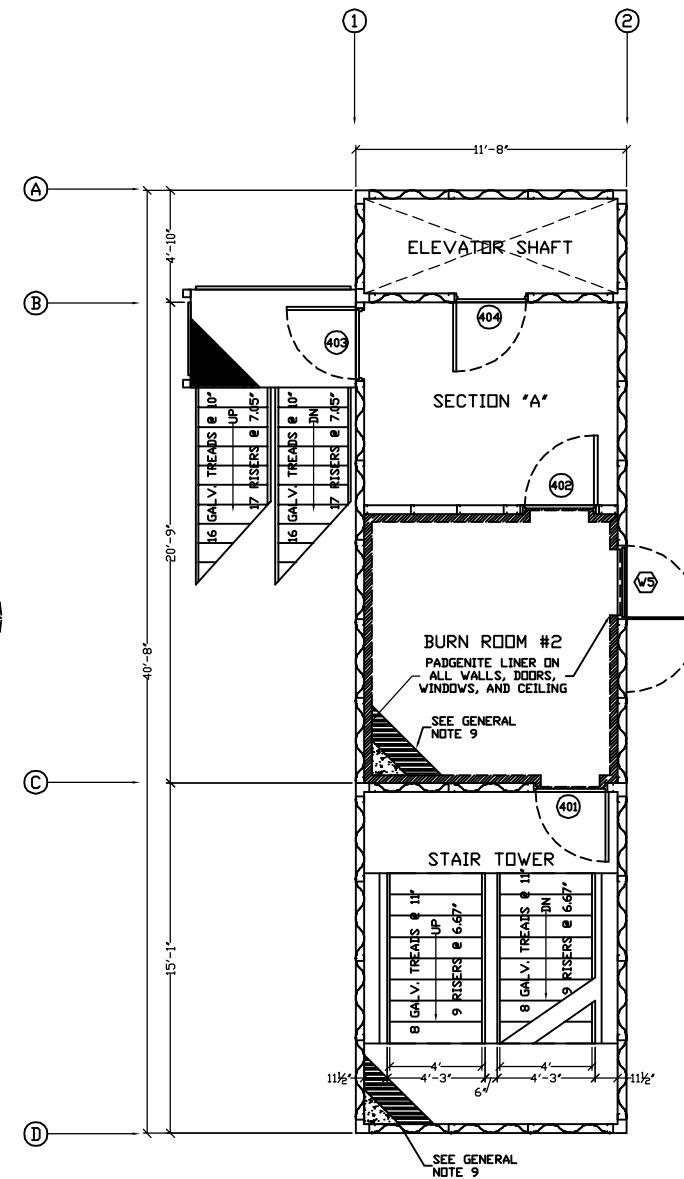 1
2
11'-8"
A
ELEVATOR SHAFT
4'-10"
B
404
403
SECTION "A"
16 GALV. TREADS @ 10"
UP
17 RISERS @ 7.05"
16 GALV. TREADS @ 10"
DN
17 RISERS @ 7.05"
402
20'-9"
W5
BURN ROOM #2
PADGENITE LINER ON
ALL WALLS, DOORS,
WINDOWS, AND CEILING
40'-8"
SEE GENERAL
NOTE 9
C
401
STAIR TOWER
8 GALV. TREADS @ 11"
UP
9 RISERS @ 6.67"
8 GALV. TREADS @ 11"
DN
9 RISERS @ 6.67"
15'-1"
4'
4'
11½"
4'-3"
6"
4'-3"
11½"
D
SEE GENERAL
NOTE 9